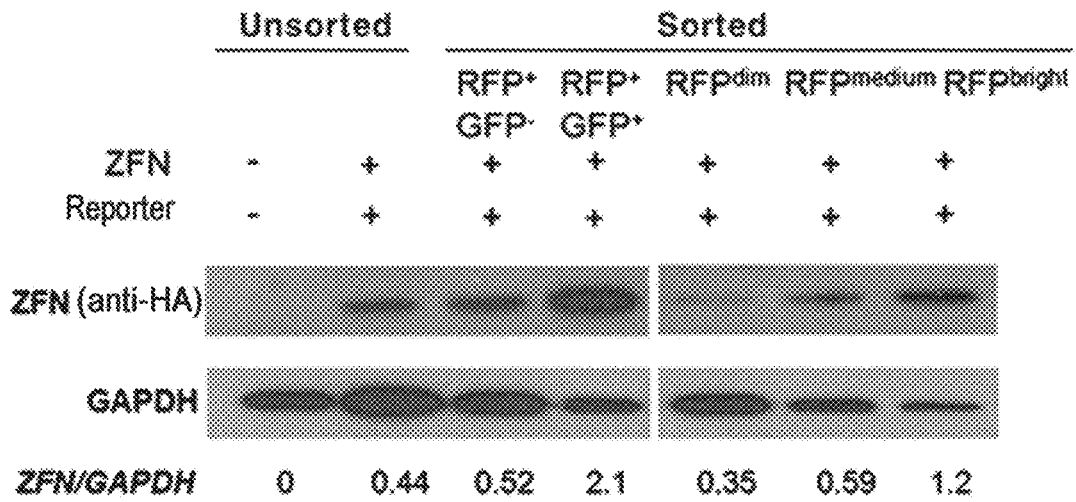 Unsorted Sorted
RFP⁺ RFP⁺ RFPdim RFPmedium RFPbright
GFP⁻ GFP⁺
ZFN - + + + + + +
Reporter - + + + + + +
ZFN (anti-HA)
GAPDH
ZFN/GAPDH 0 0.44 0.52 2.1 0.35 0.59 1.2